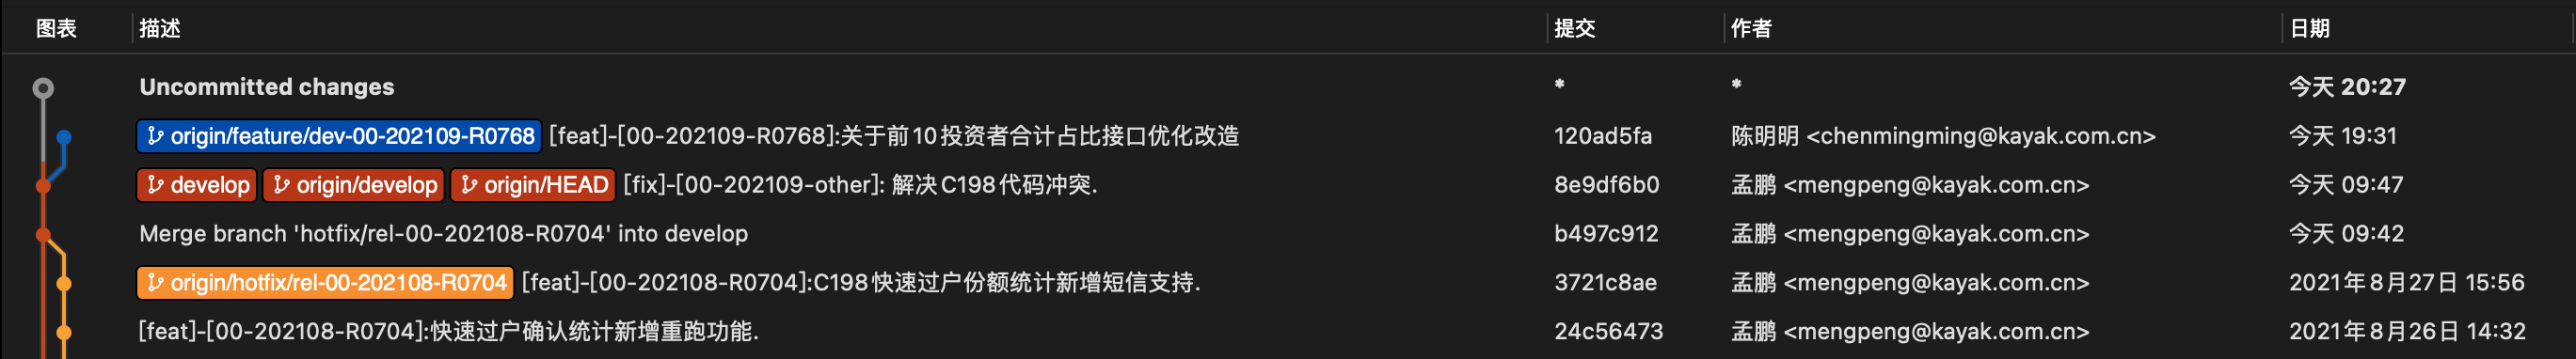 图表 描述 提交 作者 日期
Uncommitted changes * * 今天 20:27
origin/feature/dev-00-202109-R0768 [feat]-[00-202109-R0768]:关于前10投资者合计占比接口优化改造 120ad5fa 陈明明 <chenmingming@kayak.com.cn> 今天 19:31
develop origin/develop origin/HEAD [fix]-[00-202109-other]: 解决C198代码冲突. 8e9df6b0 孟鹏 <mengpeng@kayak.com.cn> 今天 09:47
Merge branch 'hotfix/rel-00-202108-R0704' into develop b497c912 孟鹏 <mengpeng@kayak.com.cn> 今天 09:42
origin/hotfix/rel-00-202108-R0704 [feat]-[00-202108-R0704]:C198快速过户份额统计新增短信支持. 3721c8ae 孟鹏 <mengpeng@kayak.com.cn> 2021年8月27日 15:56
[feat]-[00-202108-R0704]:快速过户确认统计新增重跑功能. 24c56473 孟鹏 <mengpeng@kayak.com.cn> 2021年8月26日 14:32